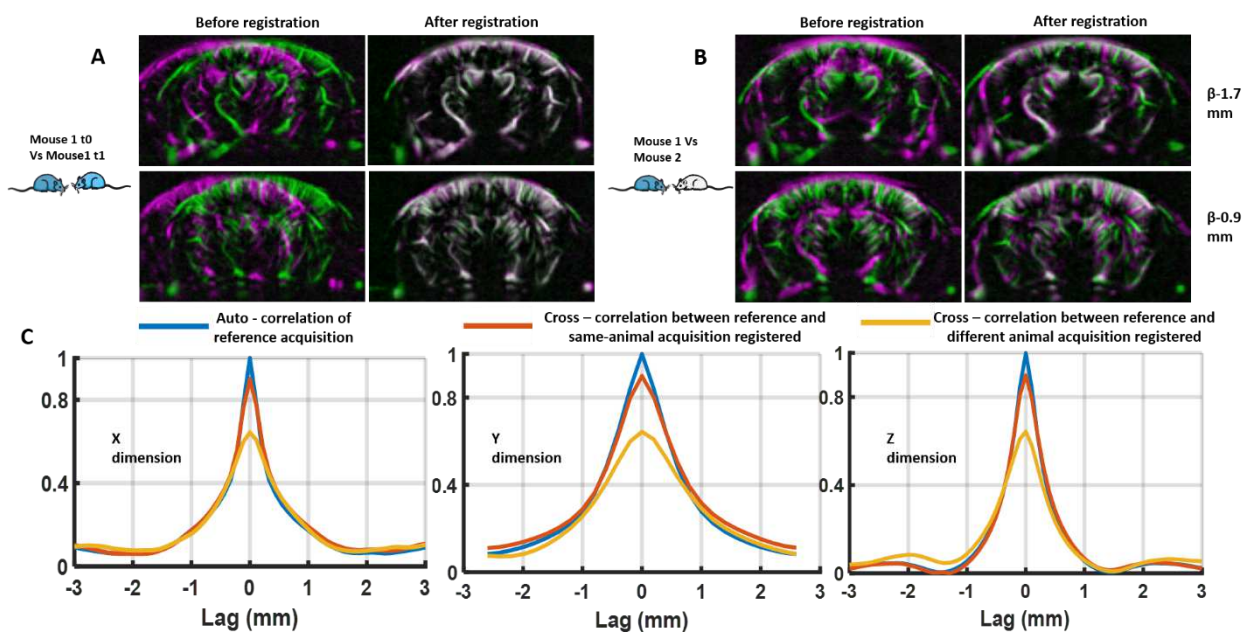 Before registration
After registration
Before registration
After registration
A
B
β-1.7
mm
Mouse 1 t0
Vs Mouse1 t1
Mouse 1 Vs
Mouse 2
β-0.9
mm
C
Auto - correlation of
reference acquisition
Cross – correlation between reference and
same-animal acquisition registered
Cross – correlation between reference and
different animal acquisition registered
1
0.8
0.4
0
X
dimension
-3 -2 -1 0 1 2 3
Lag (mm)
1
0.8
0.4
0
Y
dimension
-3 -2 -1 0 1 2 3
Lag (mm)
1
0.8
0.4
0
Z
dimension
-3 -2 -1 0 1 2 3
Lag (mm)